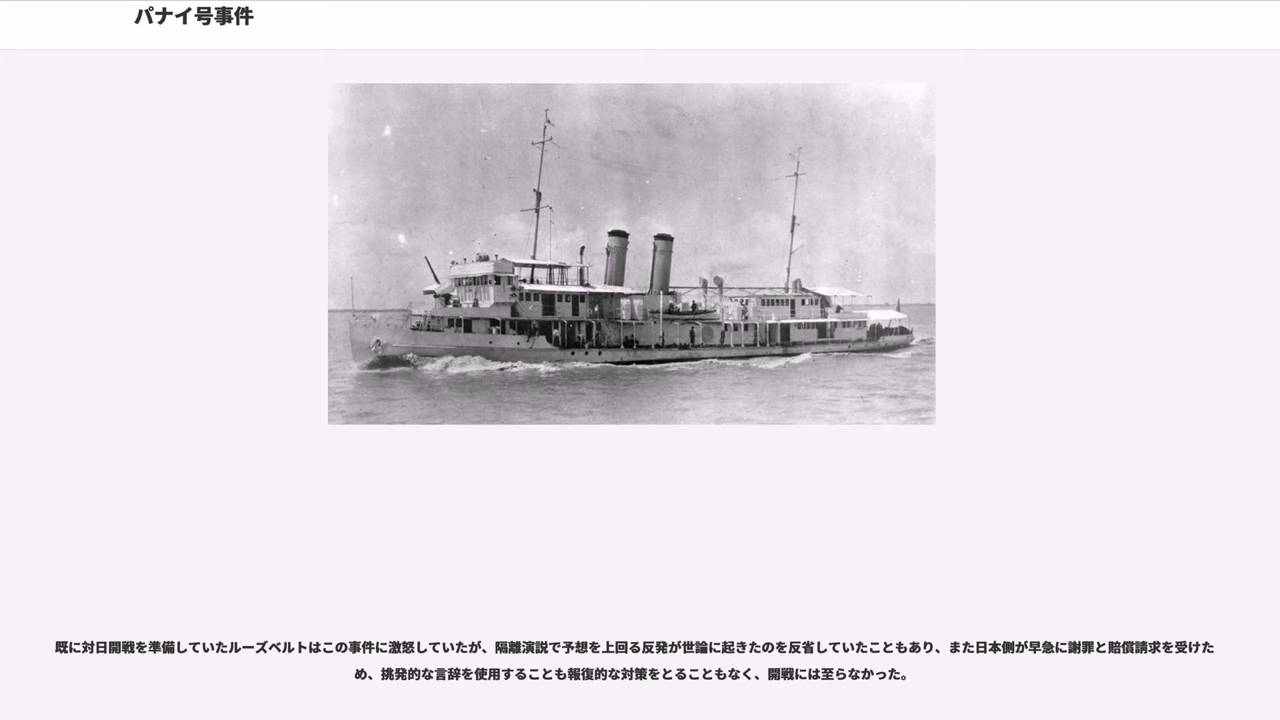 パナイ号事件
既に対日開戦を準備していたルーズベルトはこの事件に激怒していたが、隔離演説で予想を上回る反発が世論に起きたのを反省していたこともあり、また日本側が早急に謝罪と賠償請求を受けた
め、挑発的な言辞を使用することも報復的な対策をとることもなく、開戦には至らなかった。